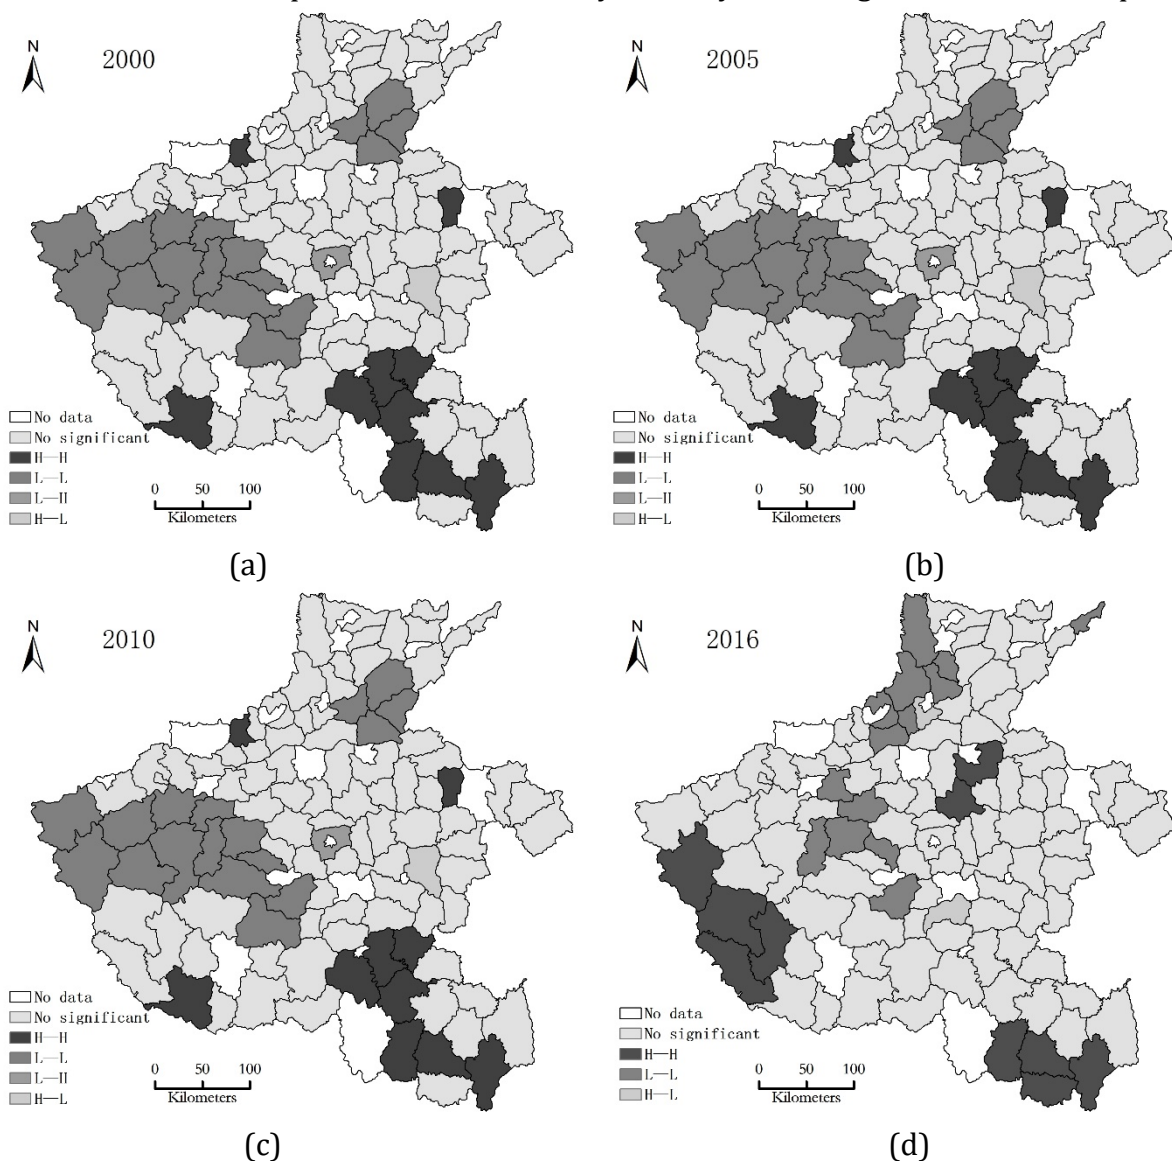 N
2000
No data
No significant
H—H
L—L
L—H
H—L
0 50 100
Kilometers
(a)
N
2005
No data
No significant
H—H
L—L
L—H
H—L
0 50 100
Kilometers
(b)
N
2010
No data
No significant
H—H
L—L
L—H
H—L
0 50 100
Kilometers
(c)
N
2016
No data
No significant
H—H
L—L
H—L
0 50 100
Kilometers
(d)